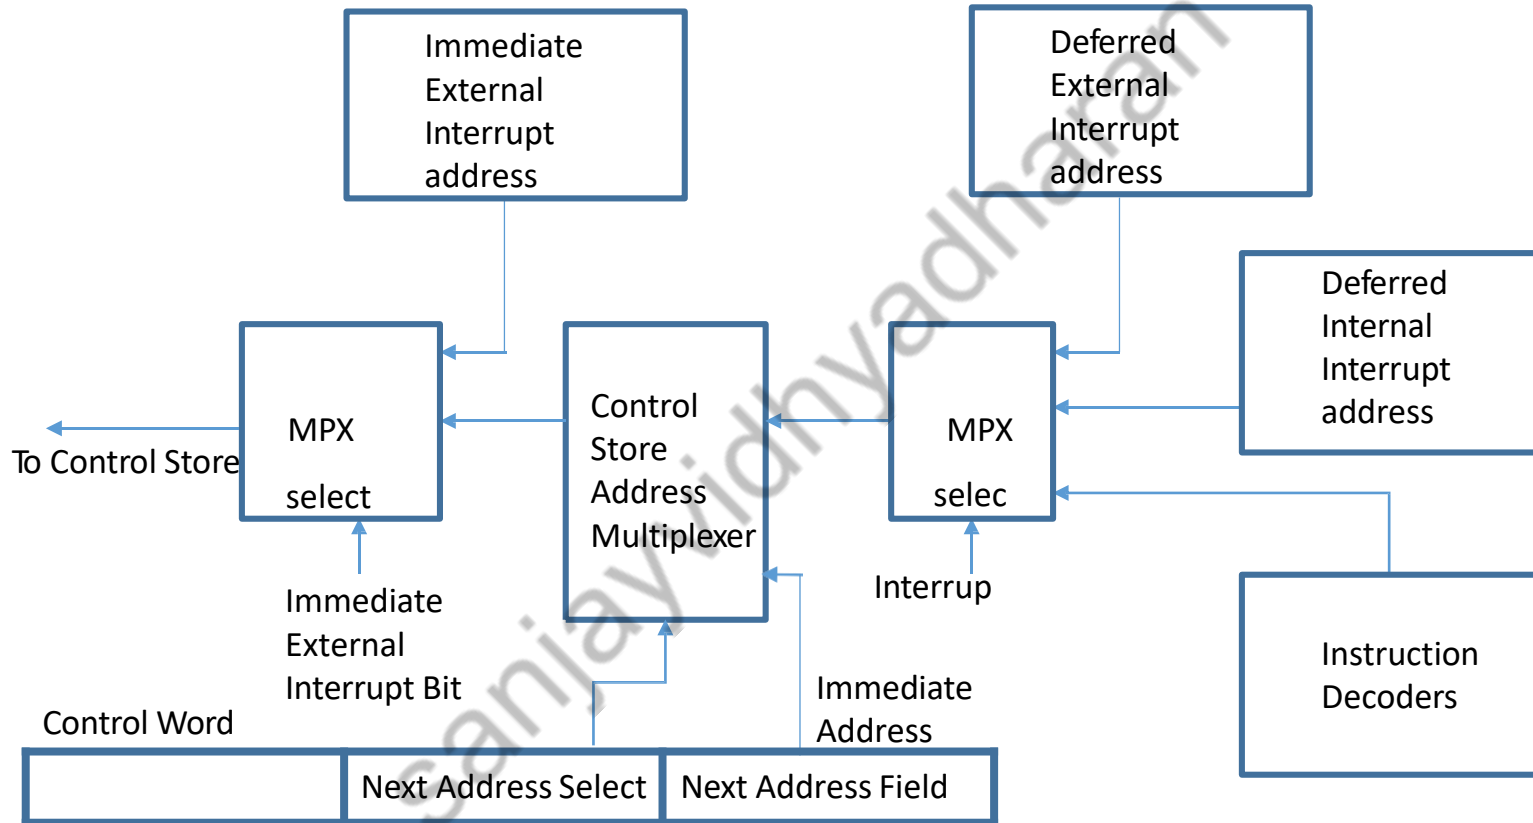 Immediate
External
Interrupt
address
Deferred
External
Interrupt
address
Deferred
Internal
Interrupt
address
MPX
select
Control
Store
Address
Multiplexer
MPX
selec
To Control Store
Immediate
External
Interrupt Bit
Interrup
Instruction
Decoders
Immediate
Address
Control Word
Next Address Select
Next Address Field
sanjayvidhyadharan